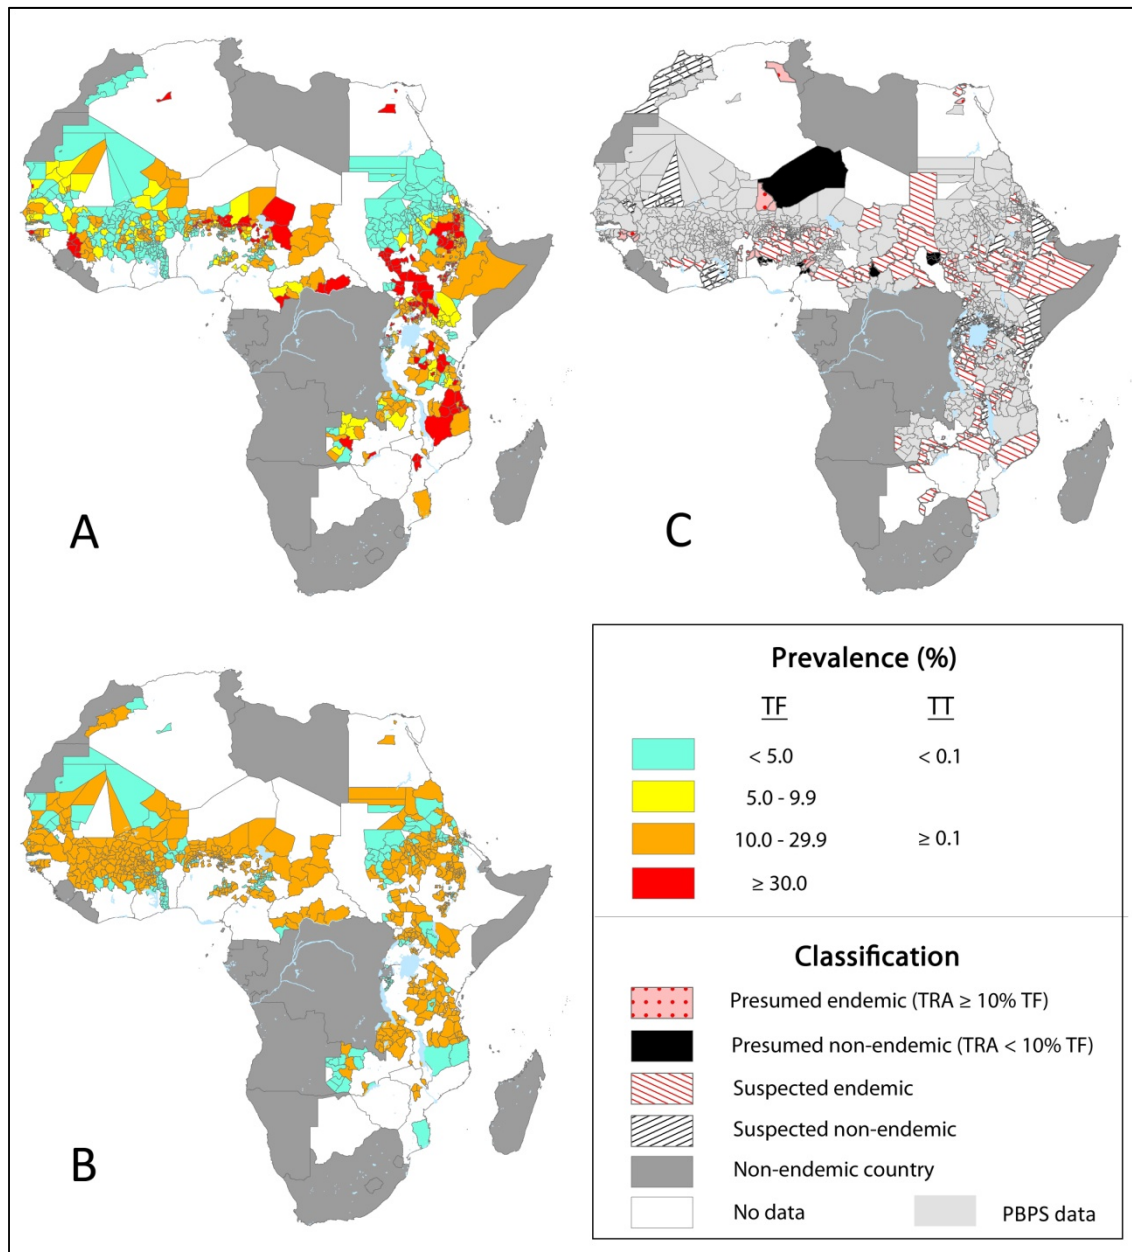 A
C
B
Prevalence (%)
TF TT
< 5.0 < 0.1
5.0 - 9.9
10.0 - 29.9 ≥ 0.1
≥ 30.0
Classification
Presumed endemic (TRA ≥ 10% TF)
Presumed non-endemic (TRA < 10% TF)
Suspected endemic
Suspected non-endemic
Non-endemic country
No data PBPS data